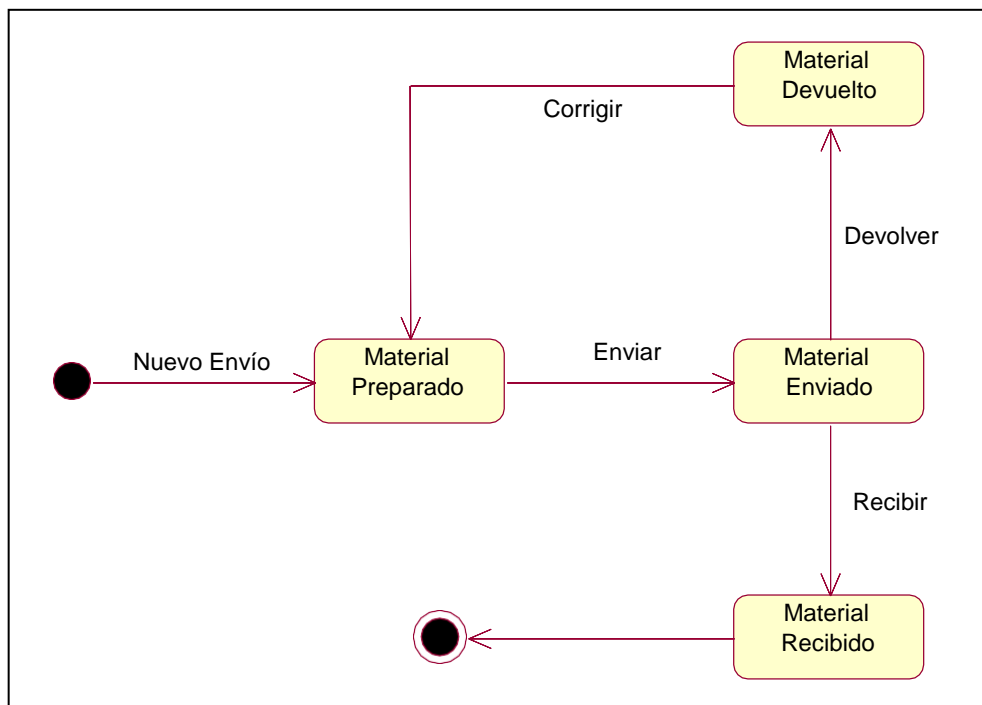 Material
Devuelto
Corrigir
Devolver
Nuevo Envío
Material
Preparado
Enviar
Material
Enviado
Recibir
Material
Recibido